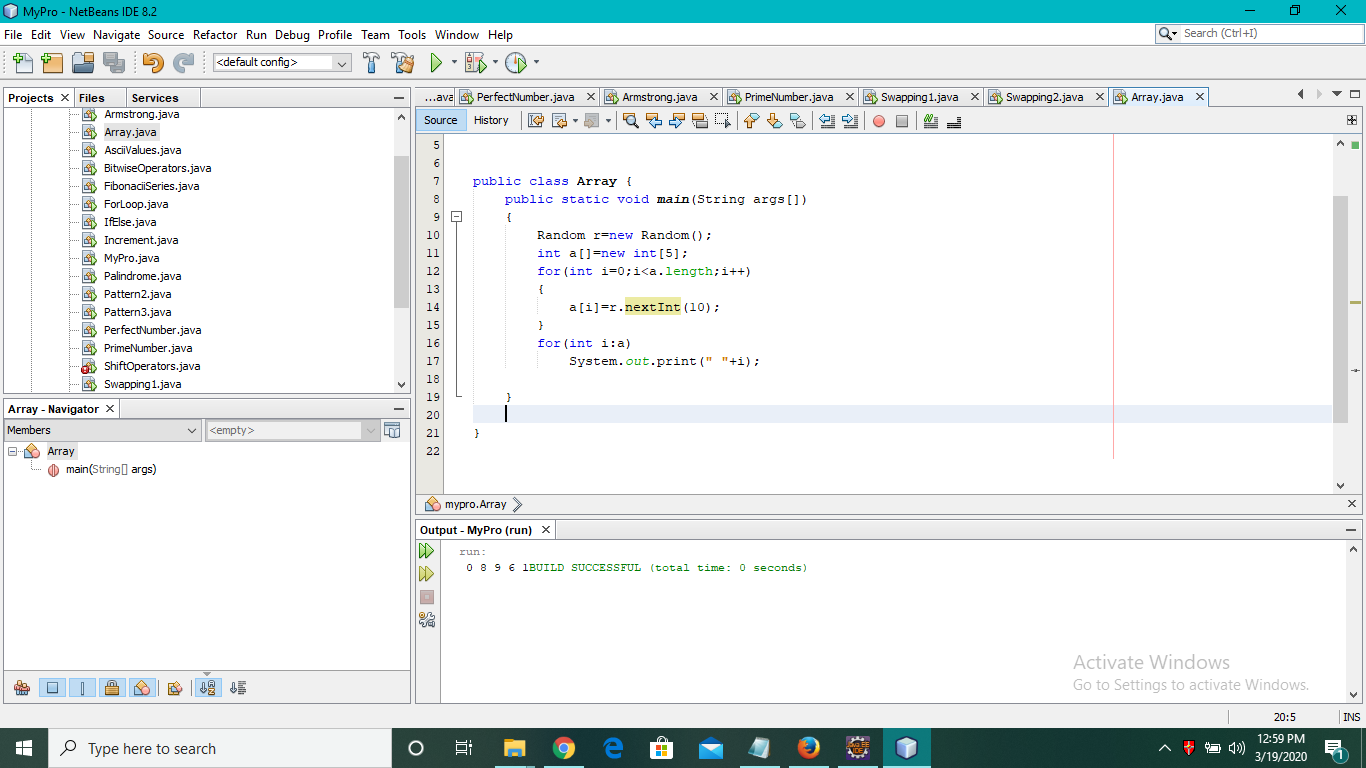 MyPro - NetBeans IDE 8.2
File Edit View Navigate Source Refactor Run Debug Profile Team Tools Window Help
Search (Ctrl+I)
<default config>
Projects Files Services
Armstrong.java
Array.java
AsciiValues.java
BitwiseOperators.java
FibonaciiSeries.java
ForLoop.java
IfElse.java
Increment.java
MyPro.java
Palindrome.java
Pattern2.java
Pattern3.java
PerfectNumber.java
PrimeNumber.java
ShiftOperators.java
Swapping1.java
Array - Navigator
Members <empty>
Array
main(String[] args)
...ava PerfectNumber.java Armstrong.java PrimeNumber.java Swapping1.java Swapping2.java Array.java
Source History
5
6
7 public class Array {
8 public static void main(String args[])
9 {
10 Random r=new Random();
11 int a[]=new int[5];
12 for(int i=0;i<a.length;i++)
13 {
14 a[i]=r.nextInt(10);
15 }
16 for(int i:a)
17 System.out.print(" "+i);
18
19 }
20
21 }
22
mypro.Array
Output - MyPro (run)
run:
0 8 9 6 1BUILD SUCCESSFUL (total time: 0 seconds)
Activate Windows
Go to Settings to activate Windows.
20:5 INS
Type here to search
12:59 PM
3/19/2020
1